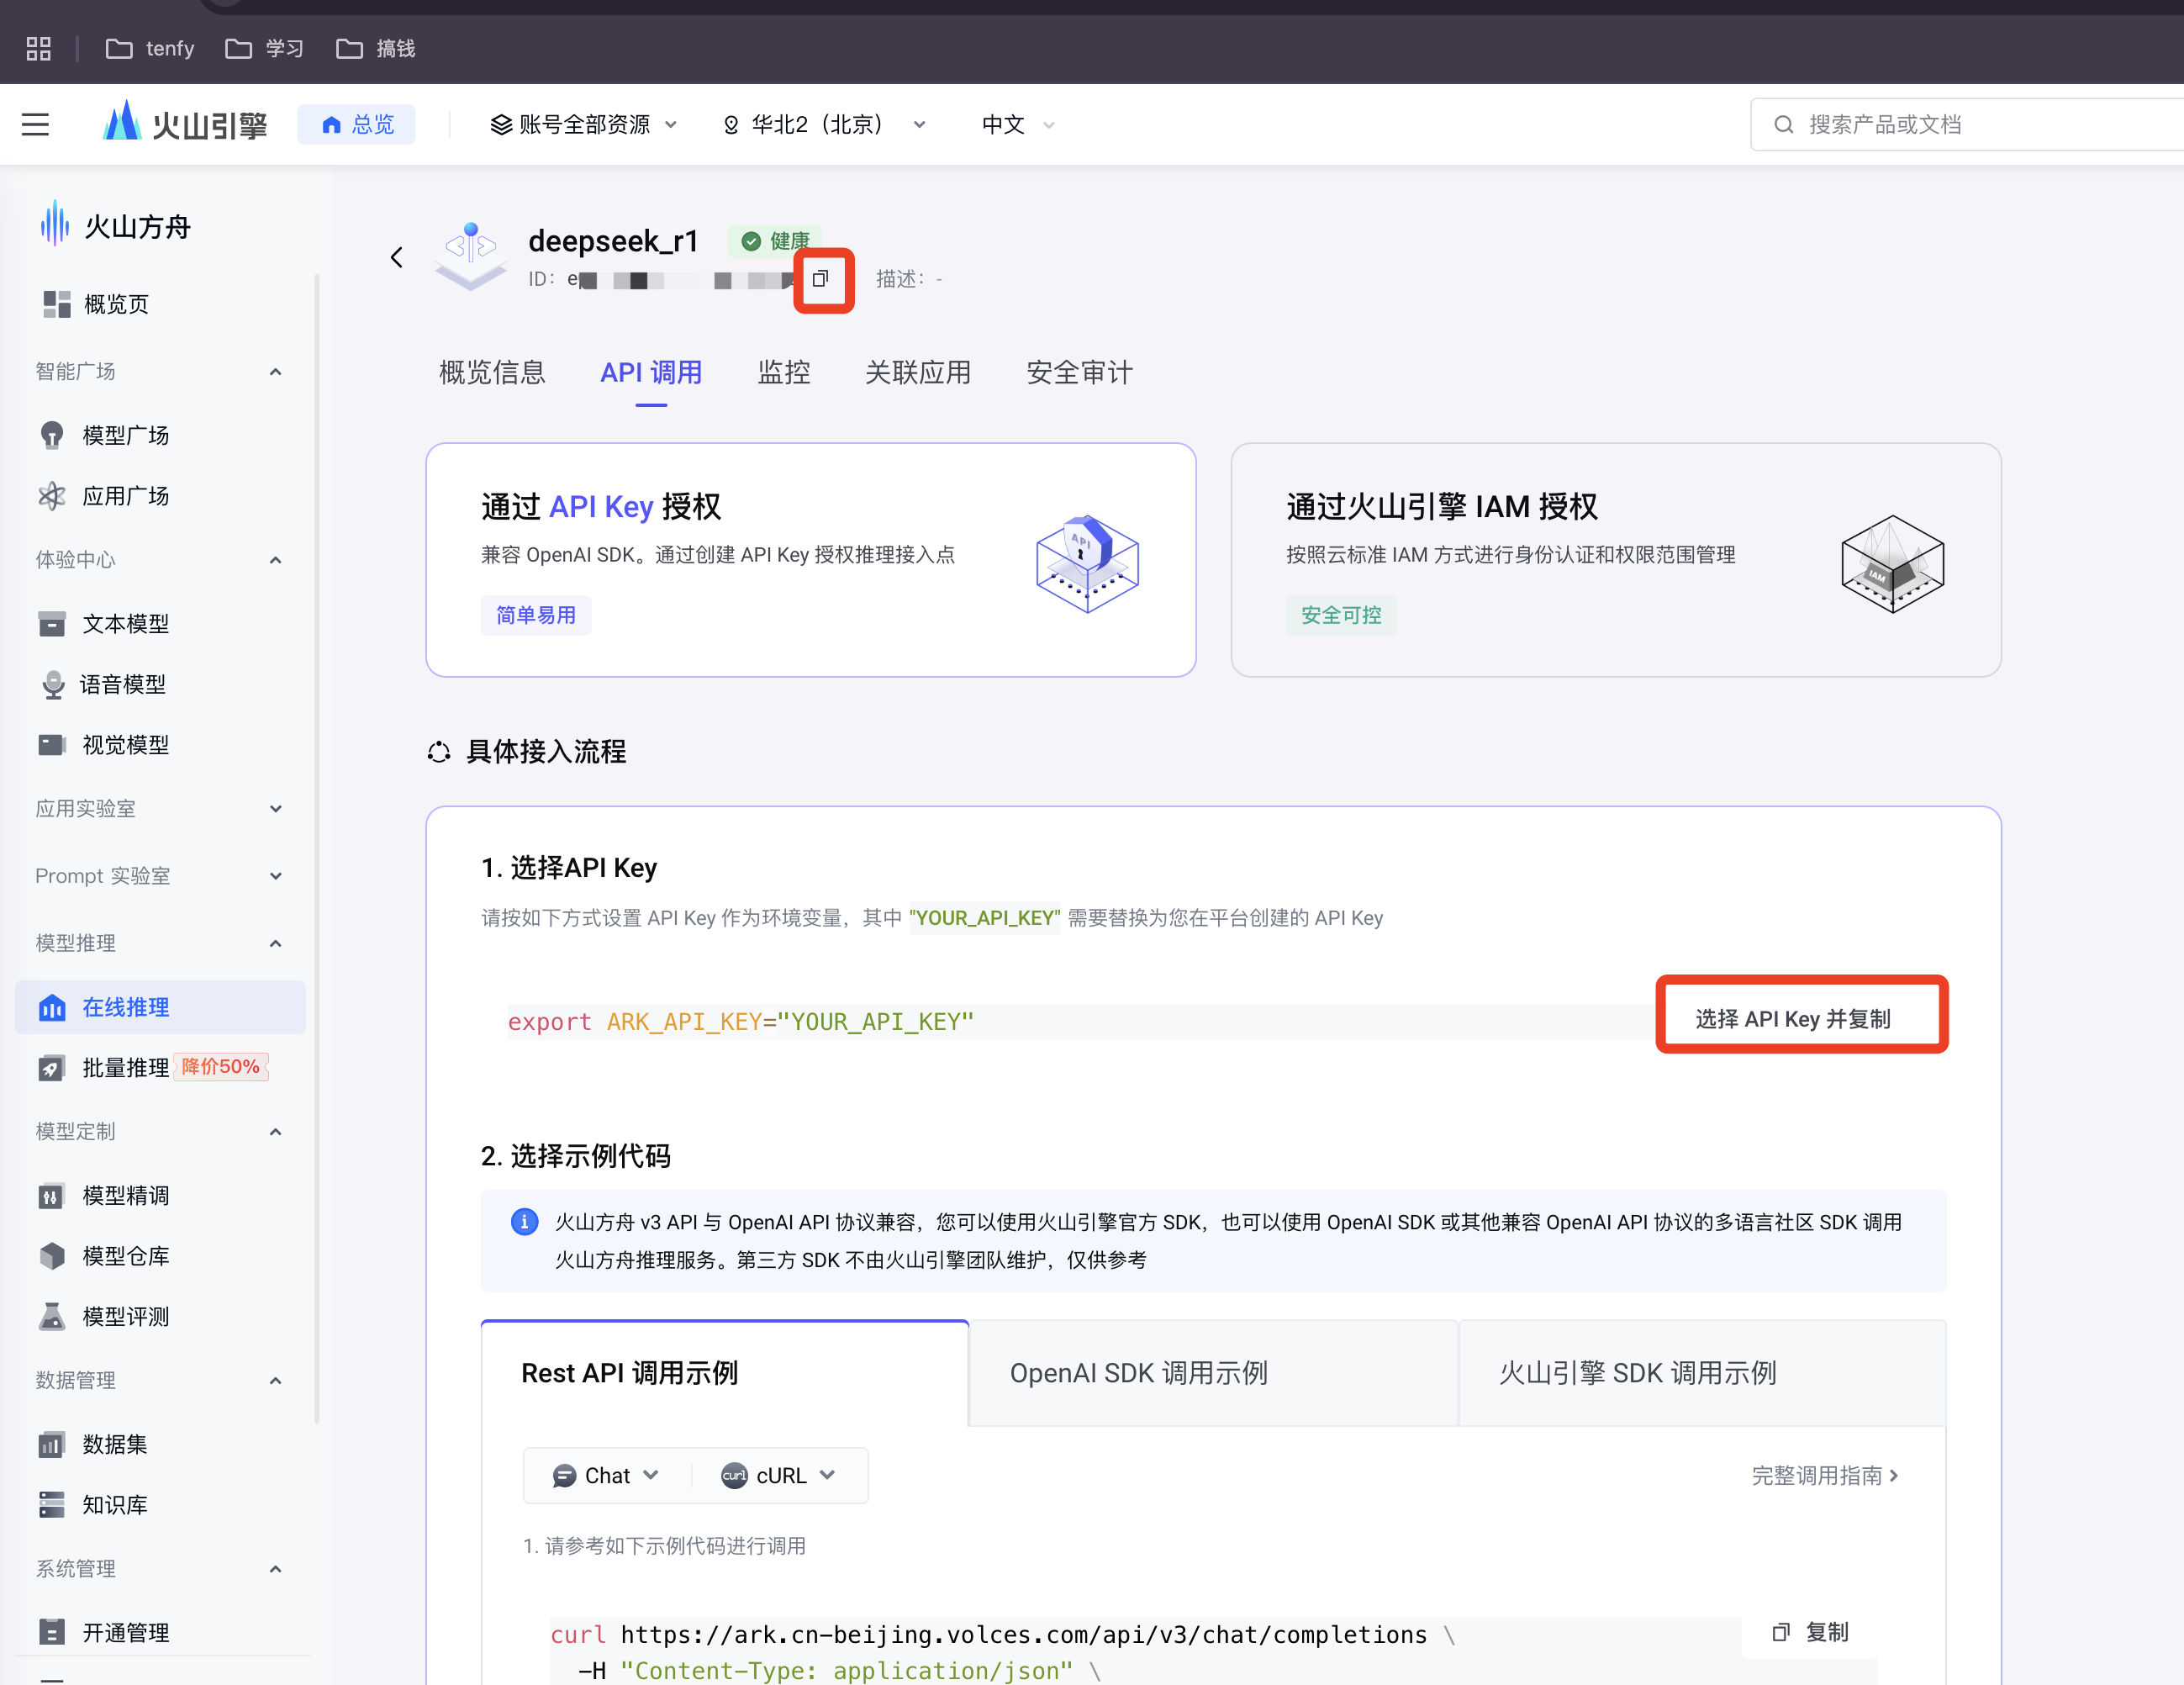 tenfy 学习 搞钱
火山引擎 总览 账号全部资源 华北2（北京） 中文 搜索产品或文档
火山方舟
概览页
智能广场
模型广场
应用广场
体验中心
文本模型
语音模型
视觉模型
应用实验室
Prompt 实验室
模型推理
在线推理
批量推理 降价50%
模型定制
模型精调
模型仓库
模型评测
数据管理
数据集
知识库
系统管理
开通管理
deepseek_r1 健康
ID：ep 描述：-
概览信息 API 调用 监控 关联应用 安全审计
通过 API Key 授权
兼容 OpenAI SDK。通过创建 API Key 授权推理接入点
简单易用
API
通过火山引擎 IAM 授权
按照云标准 IAM 方式进行身份认证和权限范围管理
安全可控
IAM
具体接入流程
1. 选择API Key
请按如下方式设置 API Key 作为环境变量，其中 "YOUR_API_KEY" 需要替换为您在平台创建的 API Key
export ARK_API_KEY="YOUR_API_KEY"
选择 API Key 并复制
2. 选择示例代码
火山方舟 v3 API 与 OpenAI API 协议兼容，您可以使用火山引擎官方 SDK，也可以使用 OpenAI SDK 或其他兼容 OpenAI API 协议的多语言社区 SDK 调用
火山方舟推理服务。第三方 SDK 不由火山引擎团队维护，仅供参考
Rest API 调用示例 OpenAI SDK 调用示例 火山引擎 SDK 调用示例
Chat curl cURL 完整调用指南
1. 请参考如下示例代码进行调用
curl https://ark.cn-beijing.volces.com/api/v3/chat/completions \
复制
-H "Content-Type: application/json" \